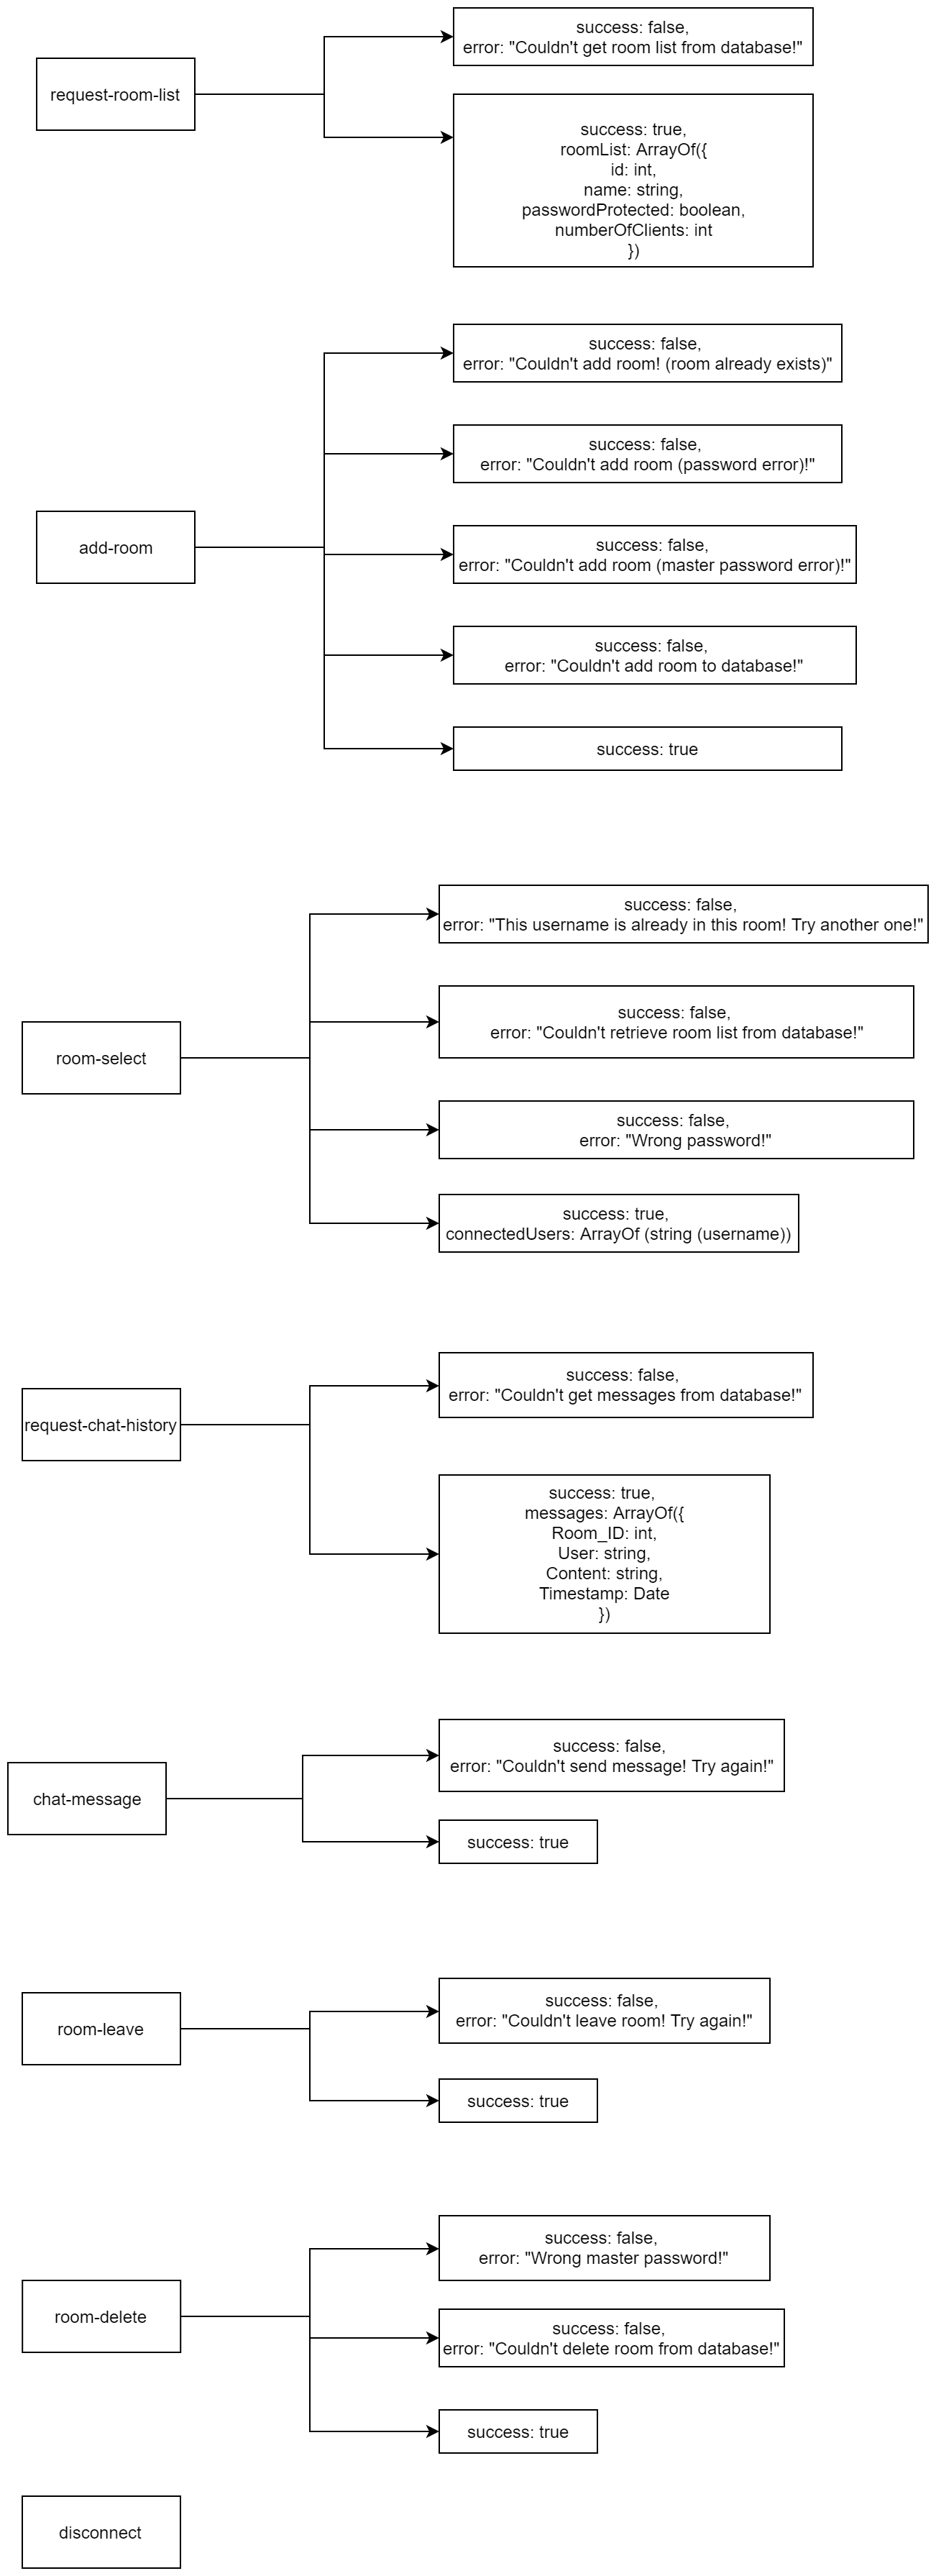 request-room-list
success: false,
error: "Couldn't get room list from database!"
success: true,
roomList: ArrayOf({
id: int,
name: string,
passwordProtected: boolean,
numberOfClients: int
})
add-room
success: false,
error: "Couldn't add room! (room already exists)"
success: false,
error: "Couldn't add room (password error)!"
success: false,
error: "Couldn't add room (master password error)!"
success: false,
error: "Couldn't add room to database!"
success: true
room-select
success: false,
error: "This username is already in this room! Try another one!"
success: false,
error: "Couldn't retrieve room list from database!"
success: false,
error: "Wrong password!"
success: true,
connectedUsers: ArrayOf (string (username))
request-chat-history
success: false,
error: "Couldn't get messages from database!"
success: true,
messages: ArrayOf({
Room_ID: int,
User: string,
Content: string,
Timestamp: Date
})
chat-message
success: false,
error: "Couldn't send message! Try again!"
success: true
room-leave
success: false,
error: "Couldn't leave room! Try again!"
success: true
room-delete
success: false,
error: "Wrong master password!"
success: false,
error: "Couldn't delete room from database!"
success: true
disconnect